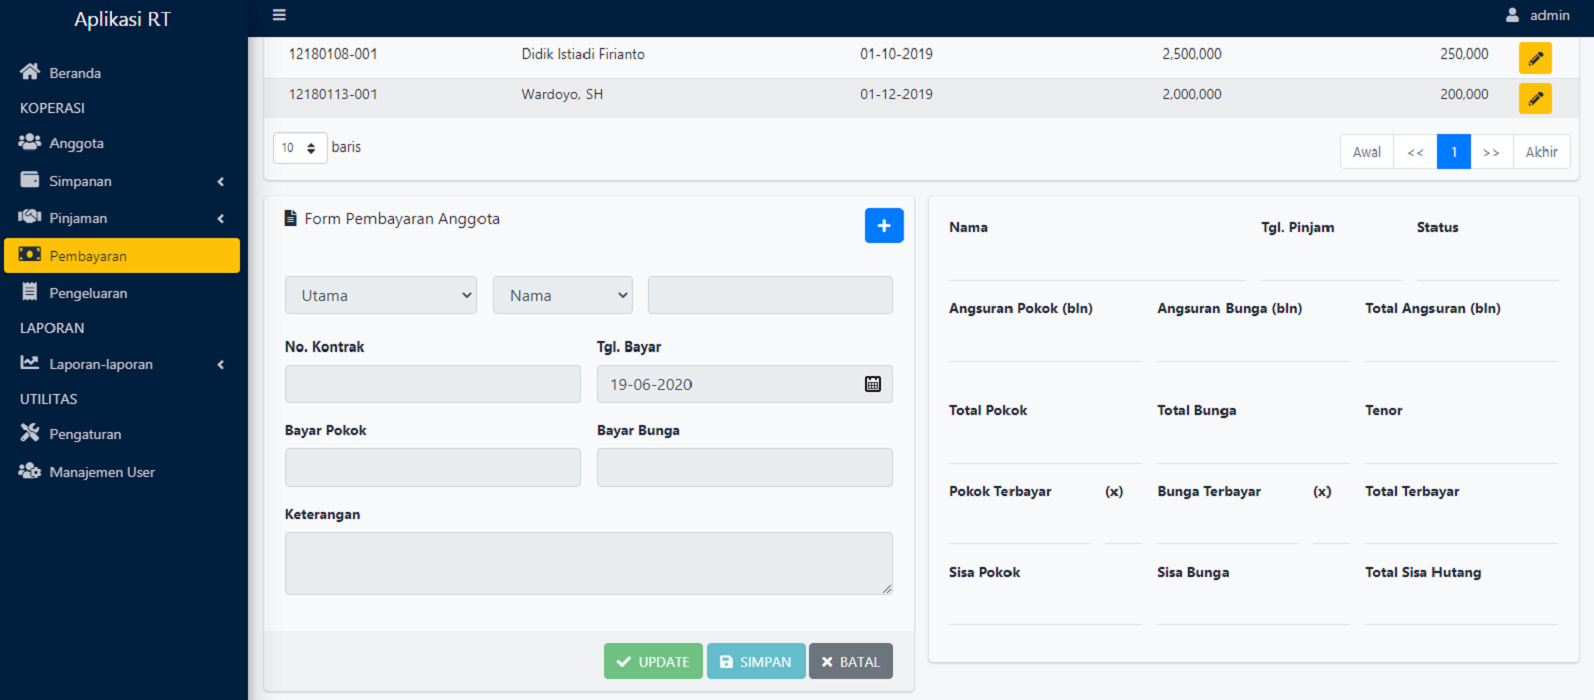 Aplikasi RT
admin
Beranda
KOPERASI
Anggota
Simpanan
Pinjaman
Pembayaran
Pengeluaran
LAPORAN
Laporan-laporan
UTILITAS
Pengaturan
Manajemen User
12180108-001 Didik Istiadi Firianto 01-10-2019 2,500,000 250,000
12180113-001 Wardoyo, SH 01-12-2019 2,000,000 200,000
10 baris
Awal << 1 >> Akhir
Form Pembayaran Anggota
+
Utama Nama
No. Kontrak Tgl. Bayar
19-06-2020
Bayar Pokok Bayar Bunga
Keterangan
UPDATE SIMPAN BATAL
Nama Tgl. Pinjam Status
Angsuran Pokok (bln) Angsuran Bunga (bln) Total Angsuran (bln)
Total Pokok Total Bunga Tenor
Pokok Terbayar (x) Bunga Terbayar (x) Total Terbayar
Sisa Pokok Sisa Bunga Total Sisa Hutang